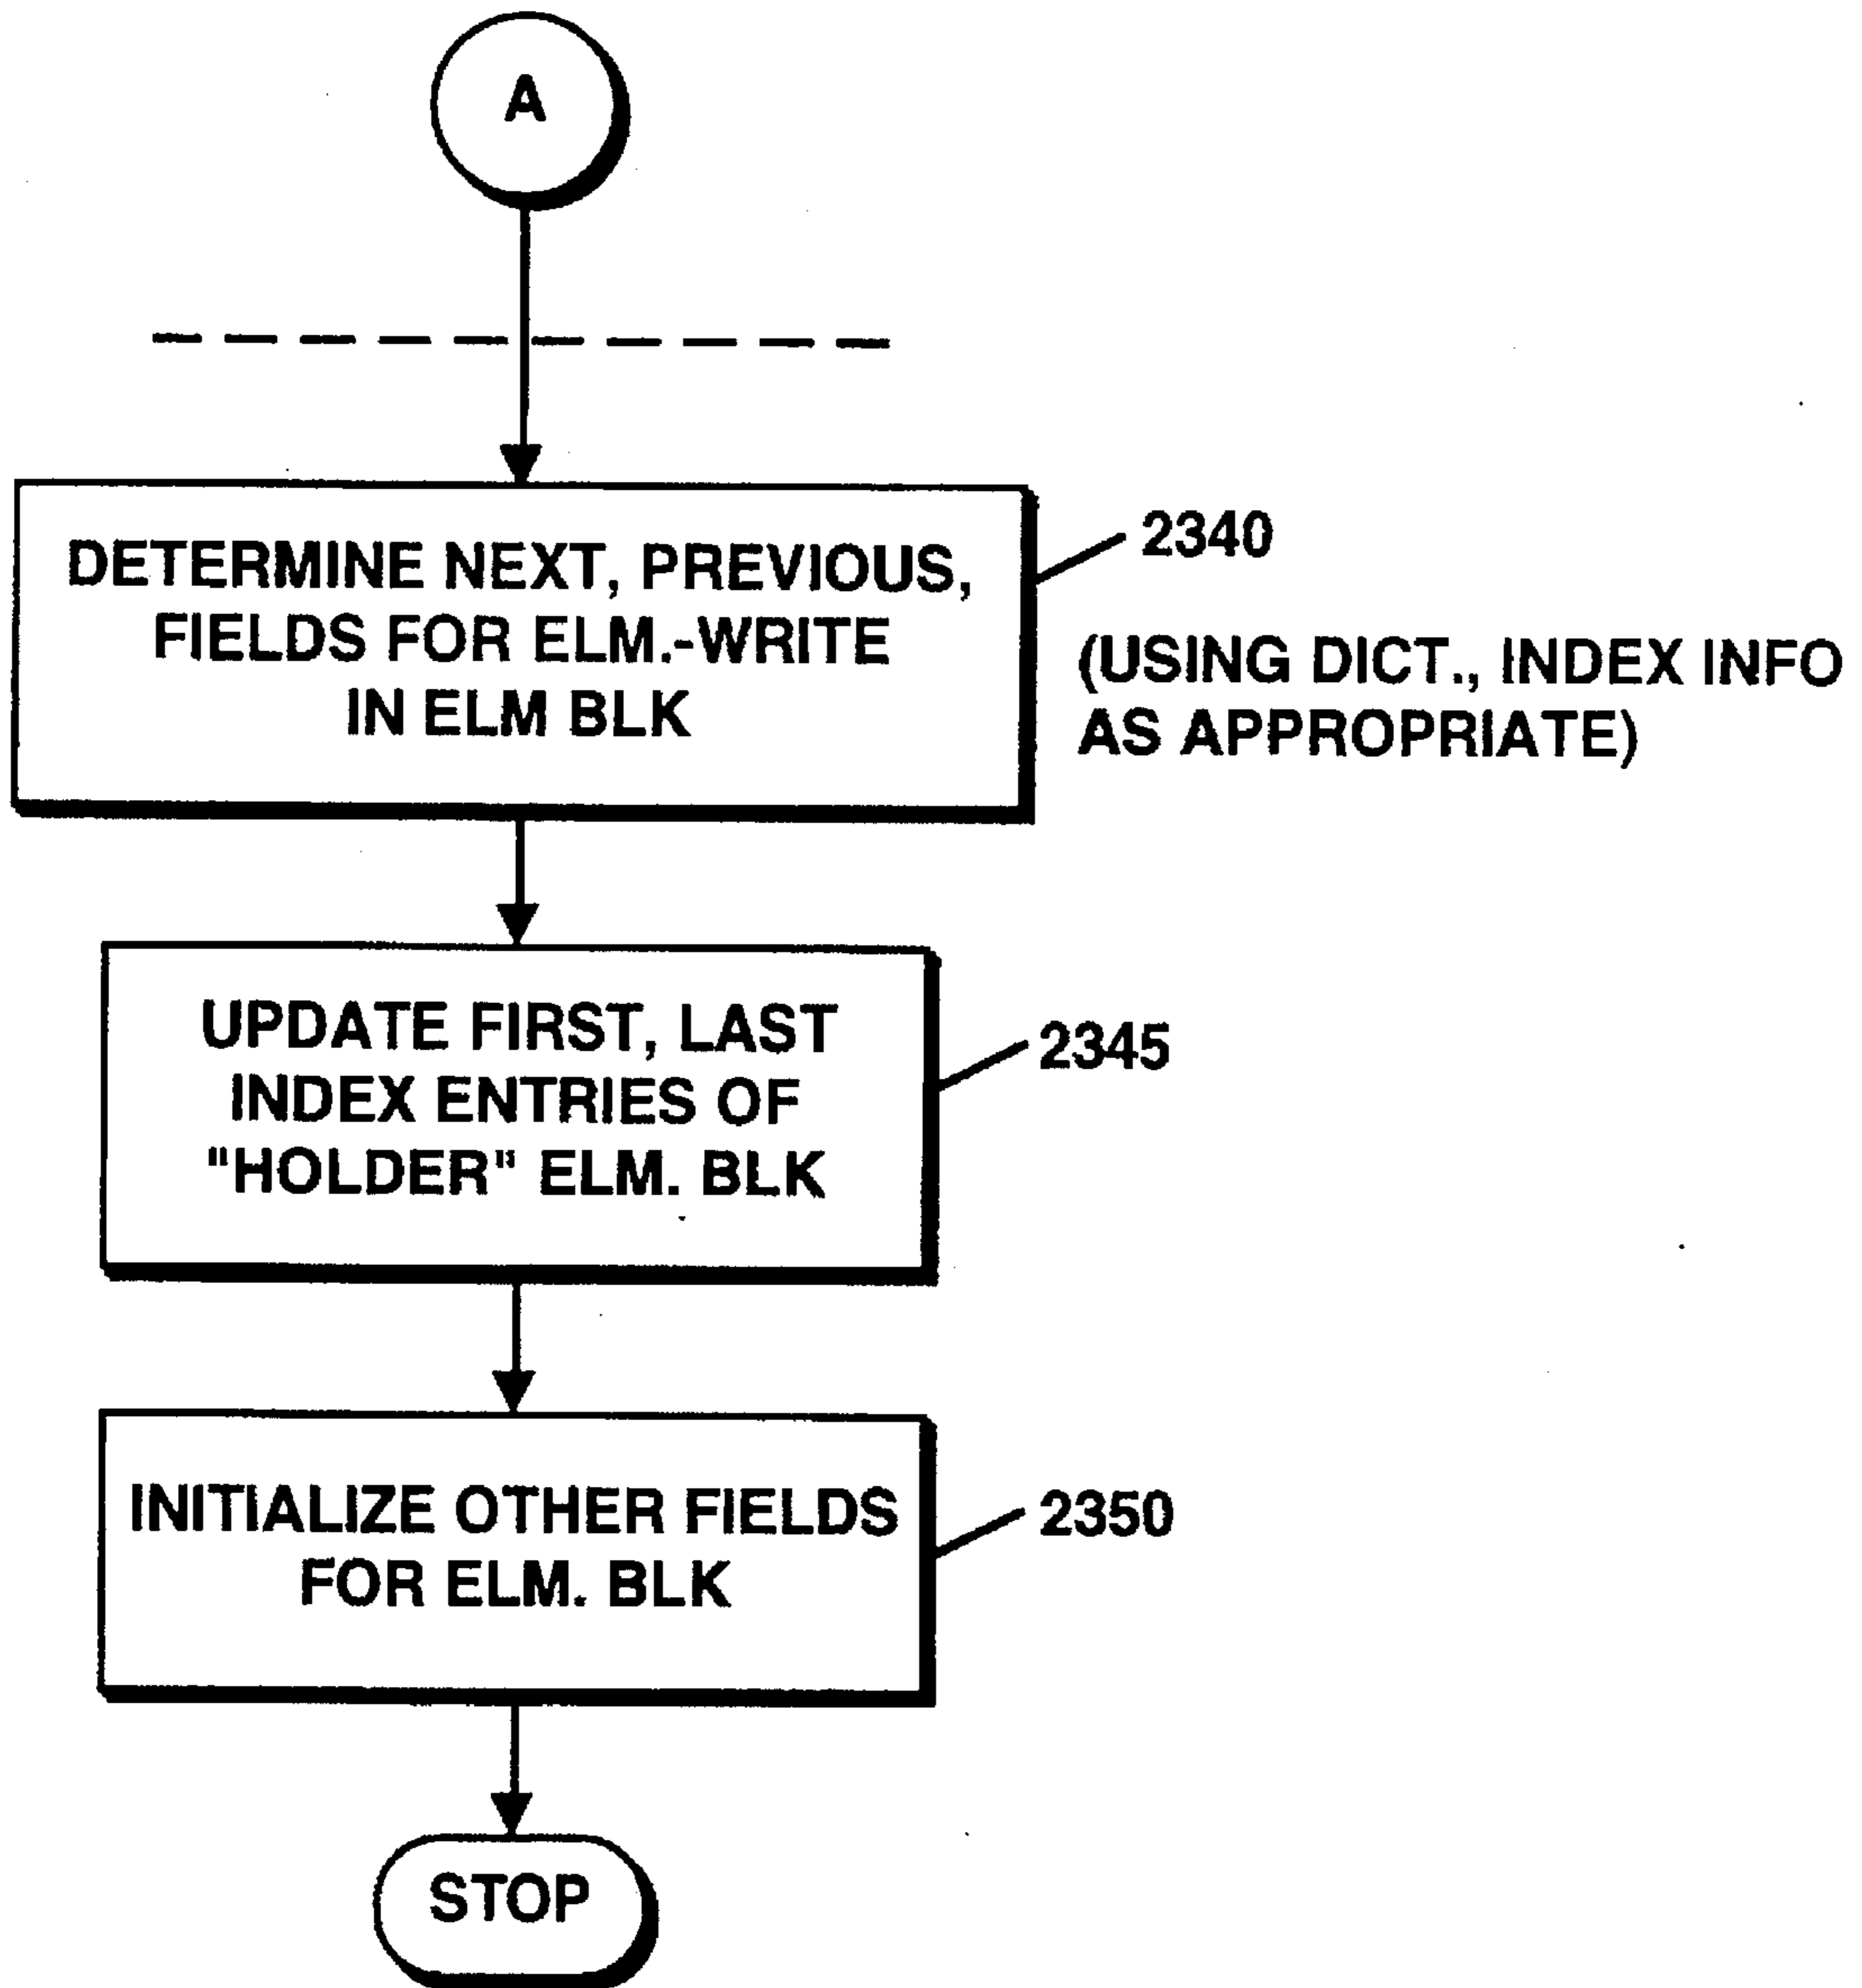 A
DETERMINE NEXT, PREVIOUS,
FIELDS FOR ELM.-WRITE
IN ELM BLK
2340
(USING DICT., INDEX INFO
AS APPROPRIATE)
UPDATE FIRST, LAST
INDEX ENTRIES OF
"HOLDER" ELM. BLK
2345
INITIALIZE OTHER FIELDS
FOR ELM. BLK
2350
STOP